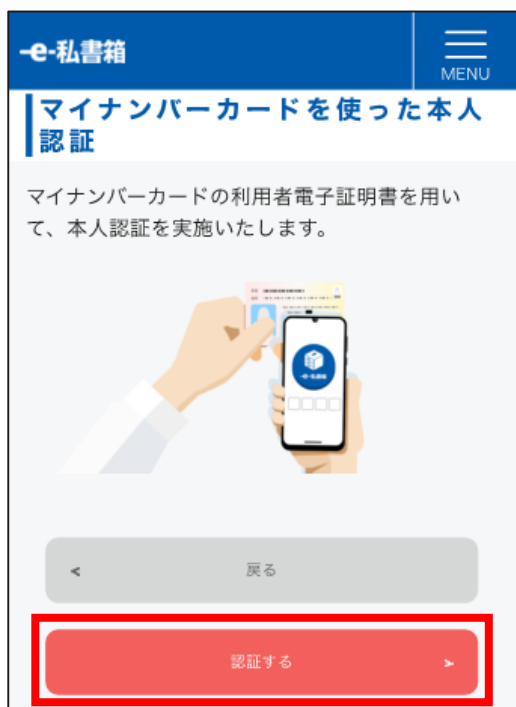 -e-私書箱
MENU
マイナンバーカードを使った本人
認証
マイナンバーカードの利用者電子証明書を用い
て、本人認証を実施いたします。
-e-私書箱
< 戻る
認証する >